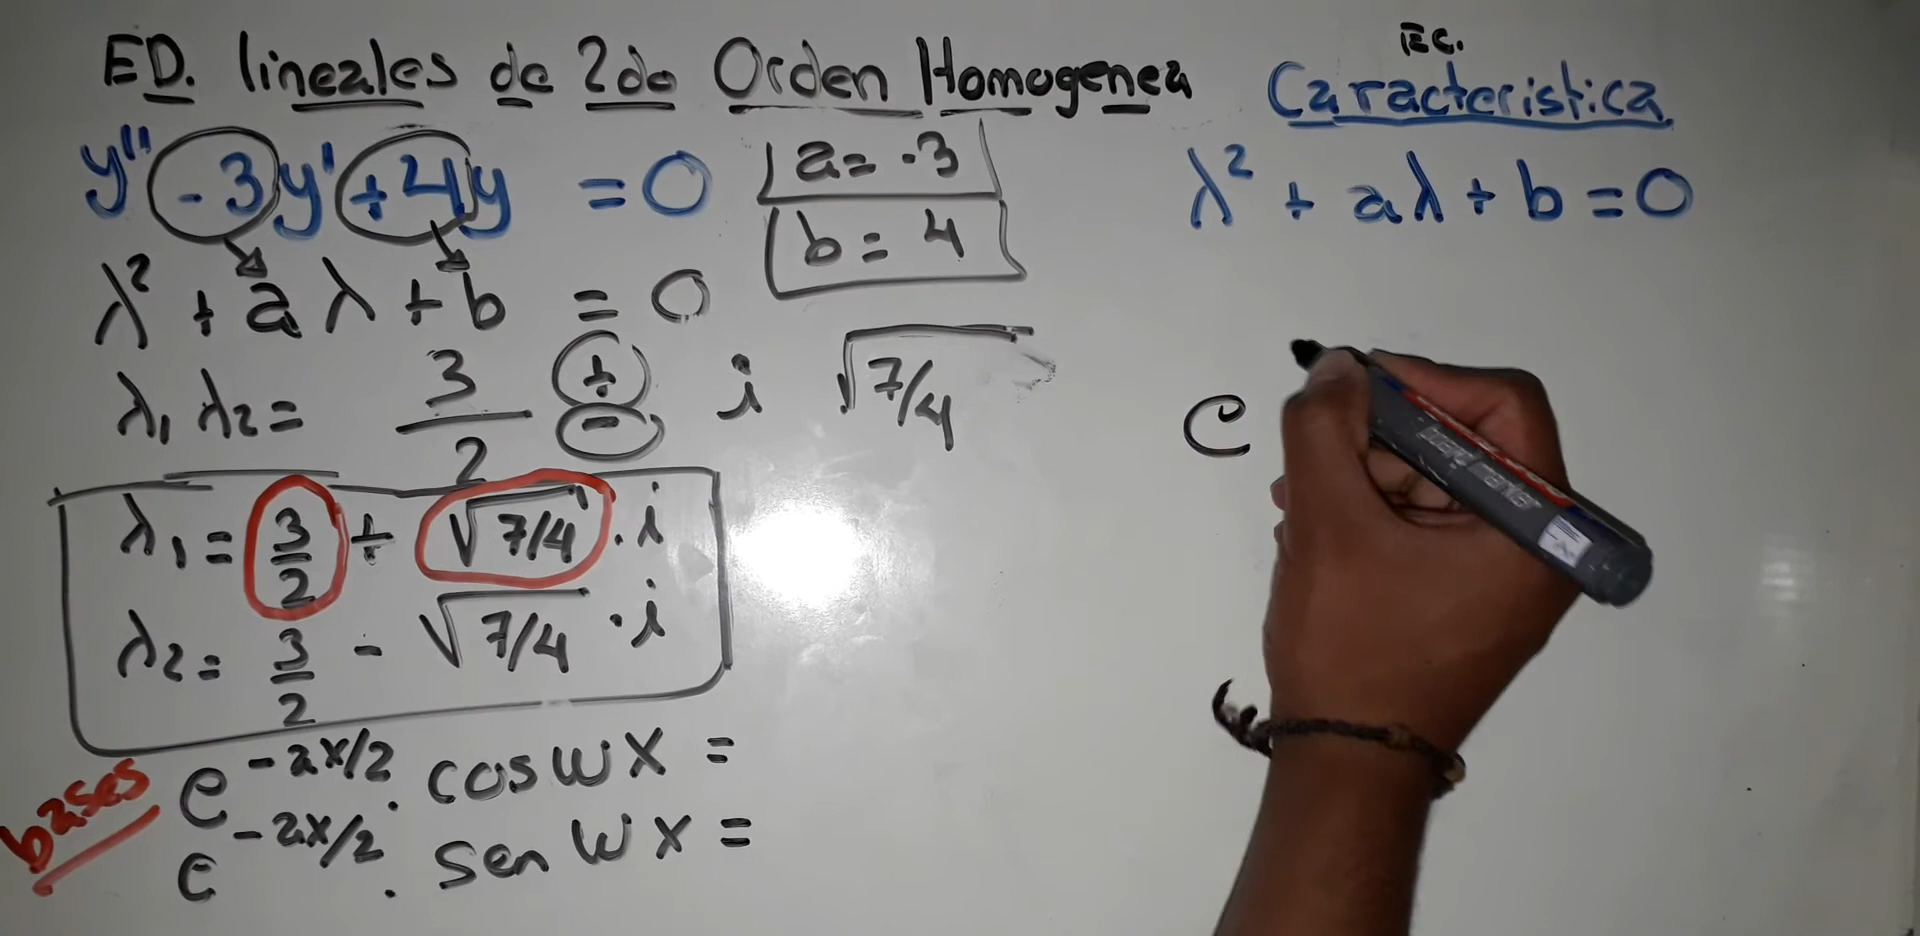 ED. lineales de 2do Orden Homogenea
y'' - 3y' + 4y = 0
a = -3
b = 4
λ² + aλ + b = 0
λ₁ λ₂ = 3/2 + - i √7/4
λ₁ = 3/2 + √7/4 . i
λ₂ = 3/2 - √7/4 . i
bases
e^-ax/2 . cos wx =
e^-ax/2 . sen wx =
Ec.
Caracteristica
λ² + aλ + b = 0
e